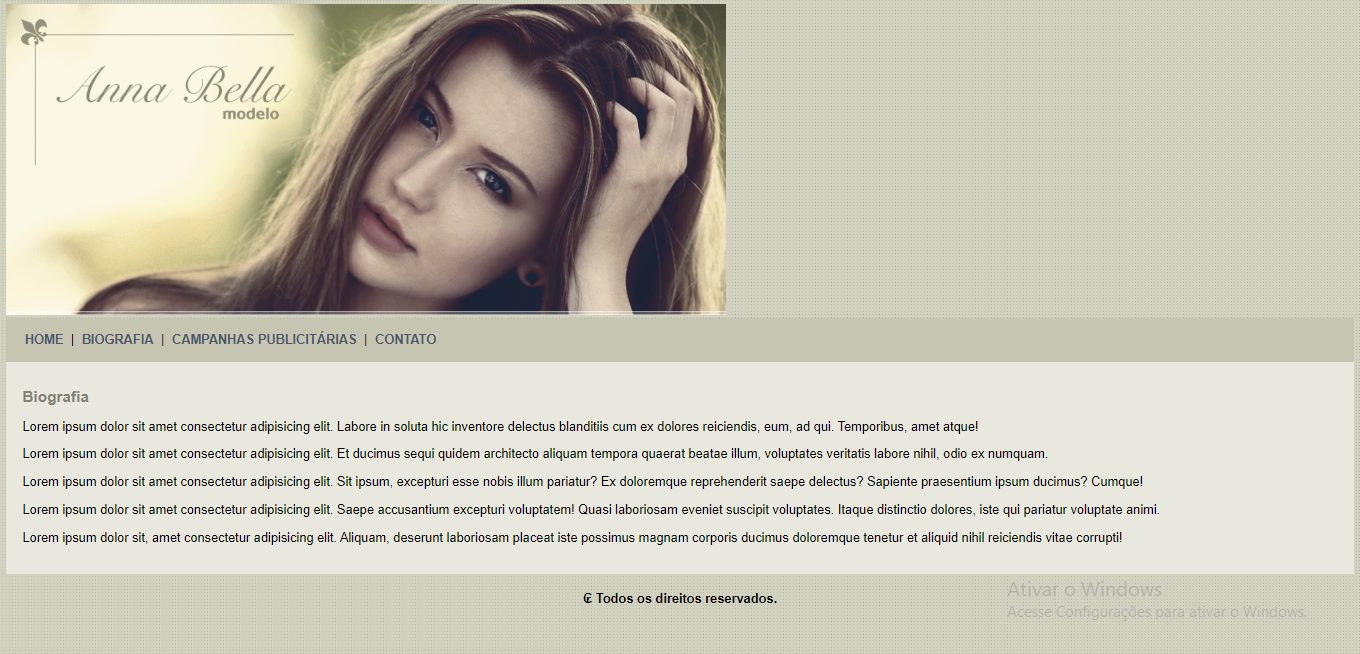 Anna Bella
modelo
HOME | BIOGRAFIA | CAMPANHAS PUBLICITÁRIAS | CONTATO
Biografia
Lorem ipsum dolor sit amet consectetur adipisicing elit. Labore in soluta hic inventore delectus blanditiis cum ex dolores reiciendis, eum, ad qui. Temporibus, amet atque!
Lorem ipsum dolor sit amet consectetur adipisicing elit. Et ducimus sequi quidem architecto aliquam tempora quaerat beatae illum, voluptates veritatis labore nihil, odio ex numquam.
Lorem ipsum dolor sit amet consectetur adipisicing elit. Sit ipsum, excepturi esse nobis illum pariatur? Ex doloremque reprehenderit saepe delectus? Sapiente praesentium ipsum ducimus? Cumque!
Lorem ipsum dolor sit amet consectetur adipisicing elit. Saepe accusantium excepturi voluptatem! Quasi laboriosam eveniet suscipit voluptates. Itaque distinctio dolores, iste qui pariatur voluptate animi.
Lorem ipsum dolor sit, amet consectetur adipisicing elit. Aliquam, deserunt laboriosam placeat iste possimus magnam corporis ducimus doloremque tenetur et aliquid nihil reiciendis vitae corrupti!
₢ Todos os direitos reservados.
Ativar o Windows
Acesse Configurações para ativar o Windows.